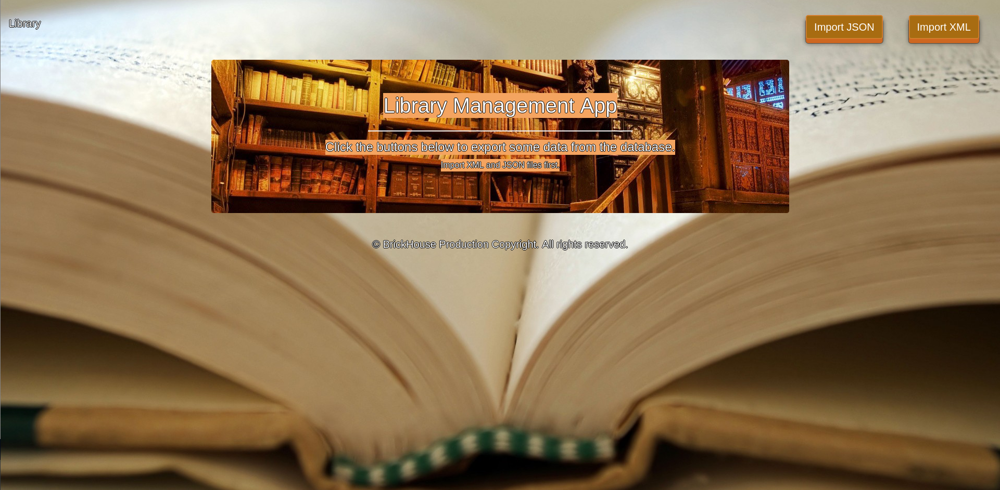 Library
Import JSON
Import XML
Library Management App
Click the buttons below to export some data from the database.
Import XML and JSON files first.
© BrickHouse Production Copyright. All rights reserved.